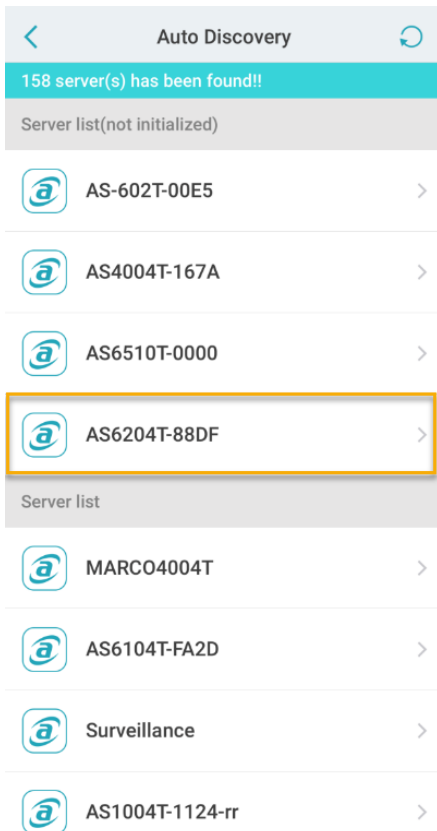 Auto Discovery
158 server(s) has been found!!
Server list(not initialized)
AS-602T-00E5
AS4004T-167A
AS6510T-0000
AS6204T-88DF
Server list
MARCO4004T
AS6104T-FA2D
Surveillance
AS1004T-1124-rr